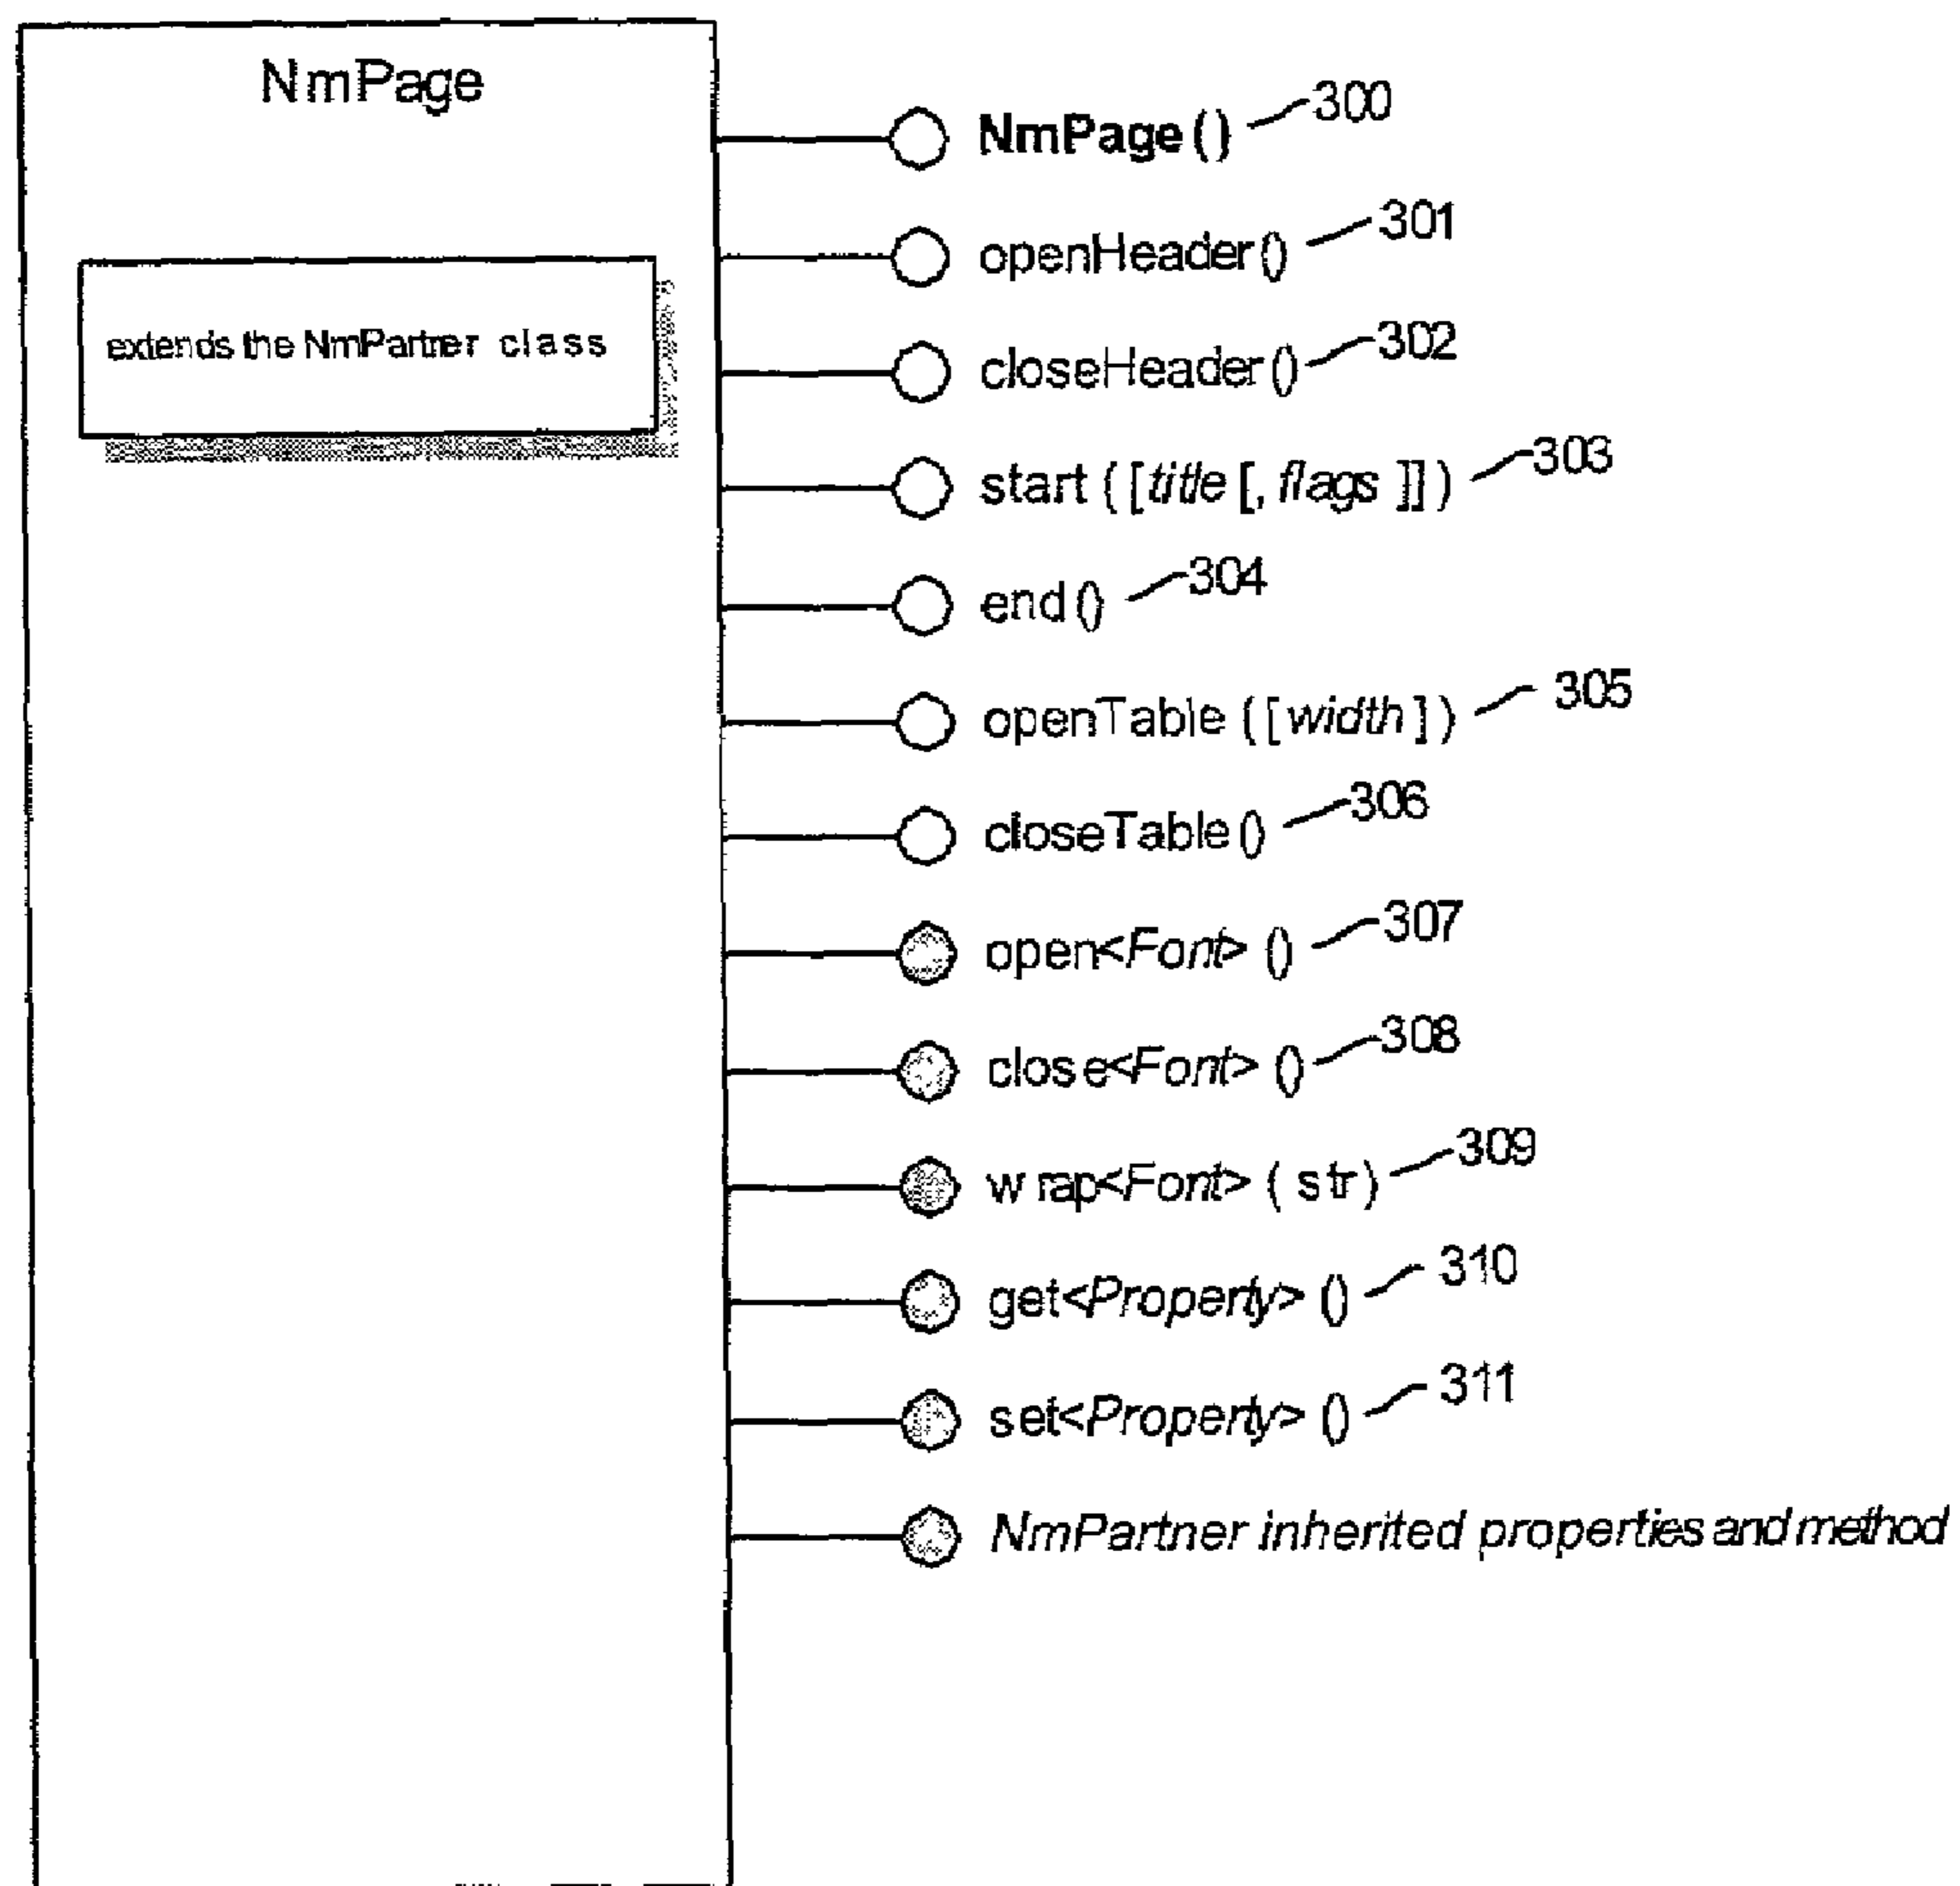 NmPage
extends the NmPartner class
NmPage () 300
openHeader () 301
closeHeader () 302
start ( [title [, flags ]] ) 303
end () 304
openTable ( [ width ] ) 305
closeTable () 306
open<Font> () 307
close<Font> () 308
wrap<Font> ( str ) 309
get<Property> () 310
set<Property> () 311
NmPartner inherited properties and method